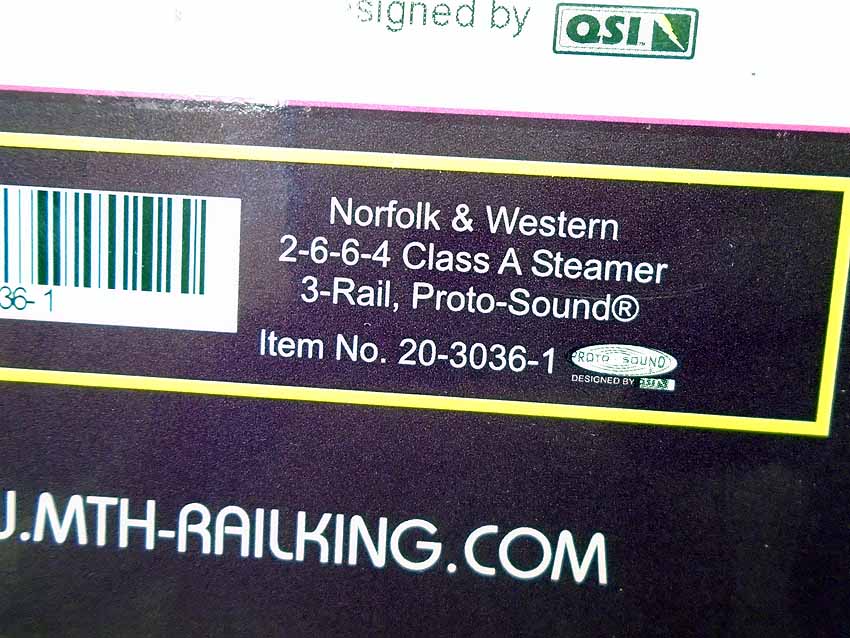 signed by QSI
Norfolk & Western
2-6-6-4 Class A Steamer
3-Rail, Proto-Sound®
36-1
Item No. 20-3036-1 PROTO-SOUND
DESIGNED BY QSI
.MTH-RAILKING.COM